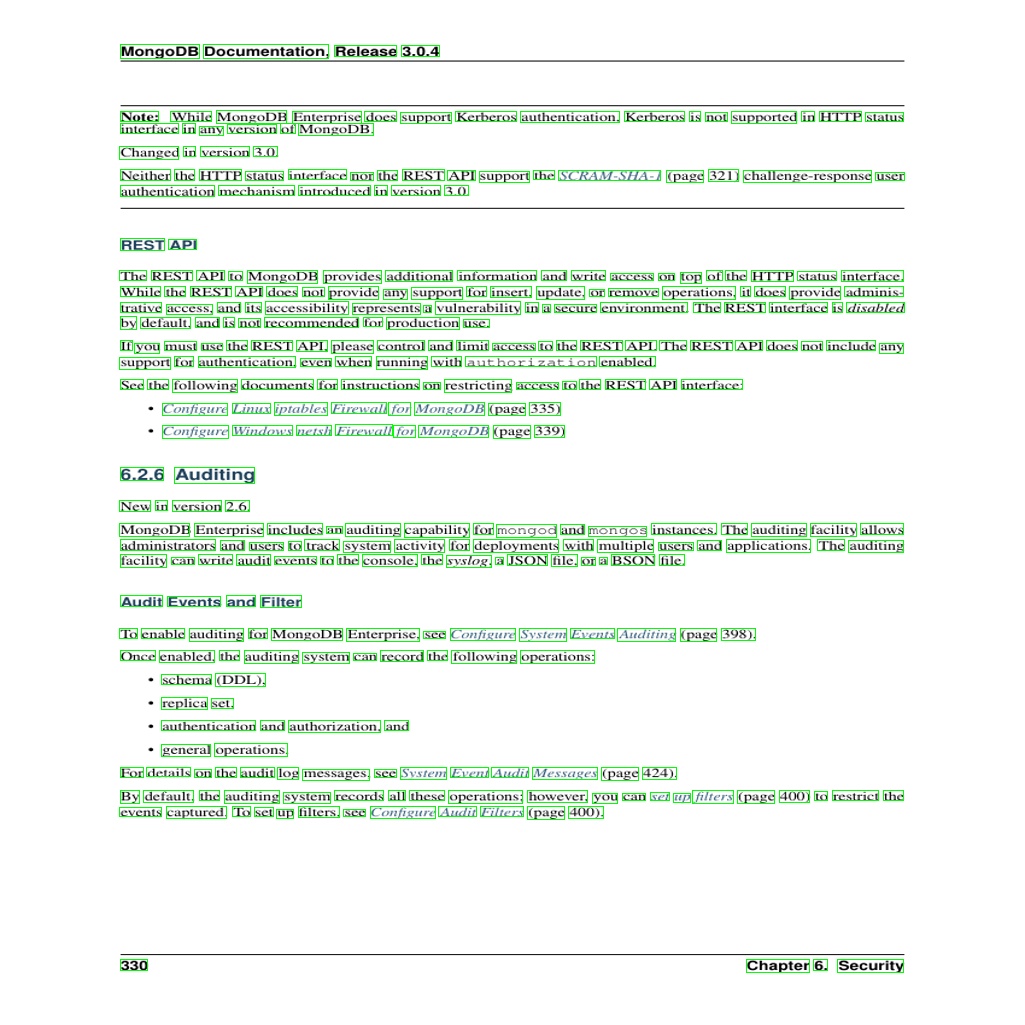 MongoDB Documentation, Release 3.0.4
Note: While MongoDB Enterprise does support Kerberos authentication, Kerberos is not supported in HTTP status
interface in any version of MongoDB.
Changed in version 3.0.
Neither the HTTP status interface nor the REST API support the SCRAM-SHA-1 (page 321) challenge-response user
authentication mechanism introduced in version 3.0.
REST API
The REST API to MongoDB provides additional information and write access on top of the HTTP status interface.
While the REST API does not provide any support for insert, update, or remove operations, it does provide adminis-
trative access, and its accessibility represents a vulnerability in a secure environment. The REST interface is disabled
by default, and is not recommended for production use.
If you must use the REST API, please control and limit access to the REST API. The REST API does not include any
support for authentication, even when running with authorization enabled.
See the following documents for instructions on restricting access to the REST API interface:
• Configure Linux iptables Firewall for MongoDB (page 335)
• Configure Windows netsh Firewall for MongoDB (page 339)
6.2.6 Auditing
New in version 2.6.
MongoDB Enterprise includes an auditing capability for mongod and mongos instances. The auditing facility allows
administrators and users to track system activity for deployments with multiple users and applications. The auditing
facility can write audit events to the console, the syslog, a JSON file, or a BSON file.
Audit Events and Filter
To enable auditing for MongoDB Enterprise, see Configure System Events Auditing (page 398).
Once enabled, the auditing system can record the following operations:
• schema (DDL),
• replica set,
• authentication and authorization, and
• general operations.
For details on the audit log messages, see System Event Audit Messages (page 424).
By default, the auditing system records all these operations; however, you can set up filters (page 400) to restrict the
events captured. To set up filters, see Configure Audit Filters (page 400).
330
Chapter 6. Security